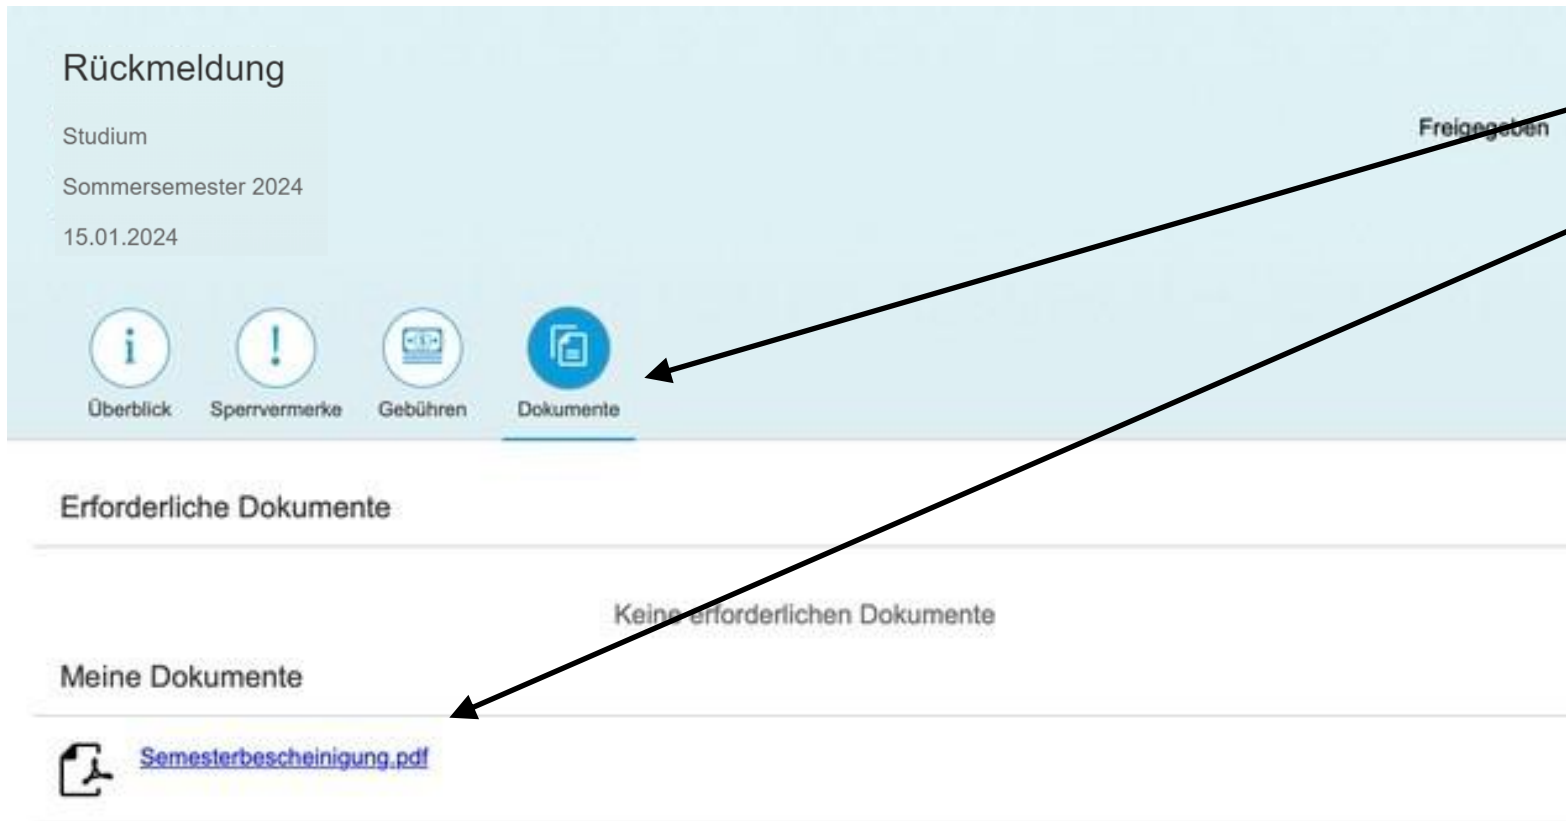 Rückmeldung
Studium
Freigegeben
Sommersemester 2024
15.01.2024
Überblick Sperrvermerke Gebühren Dokumente
Erforderliche Dokumente
Keine erforderlichen Dokumente
Meine Dokumente
Semesterbescheinigung.pdf